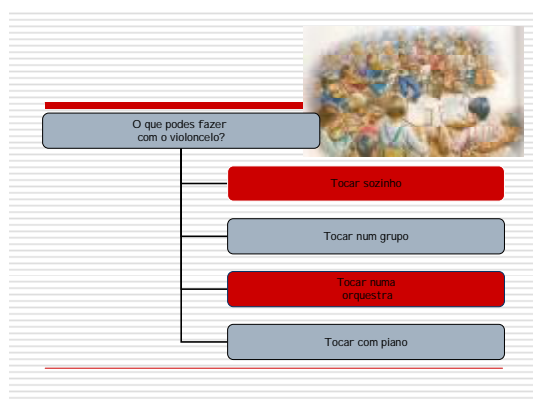 O que podes fazer
com o violoncelo?
Tocar sozinho
Tocar num grupo
Tocar numa
orquestra
Tocar com piano